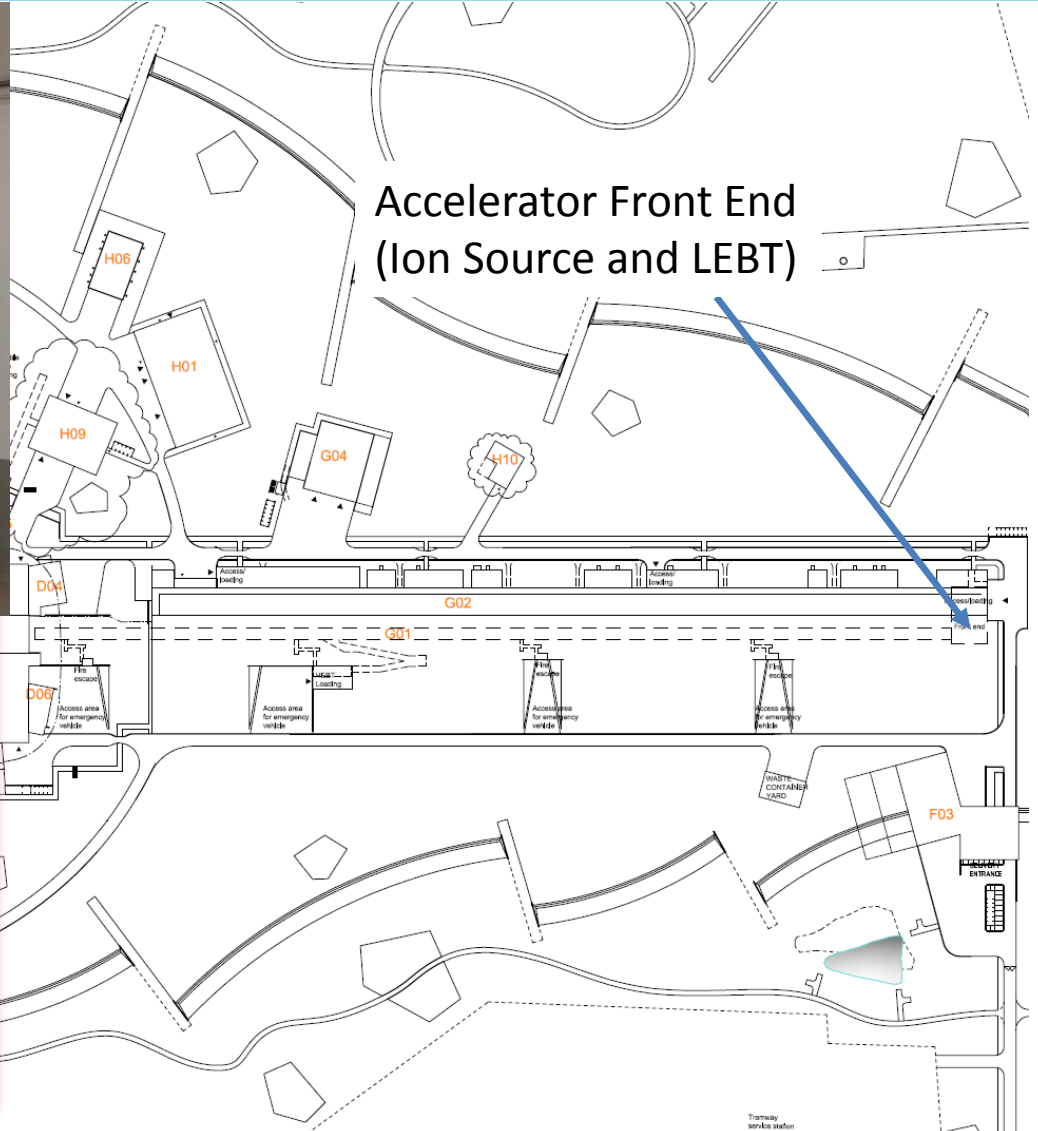 Accelerator Front End
(Ion Source and LEBT)
H06
H01
H09
G04
H10
Access/
loading
Access/
loading
D04
G02
Access/loading
G01
Front end
Fire
escape
HEBT
Loading
Fire
escape
Fire
escape
D06
Access area
for emergency
vehicle
Access area
for emergency
vehicle
Access area
for emergency
vehicle
Access area
for emergency
vehicle
WASTE
CONTAINER
YARD
F03
DELIVERY
ENTRANCE
Tramway
service station